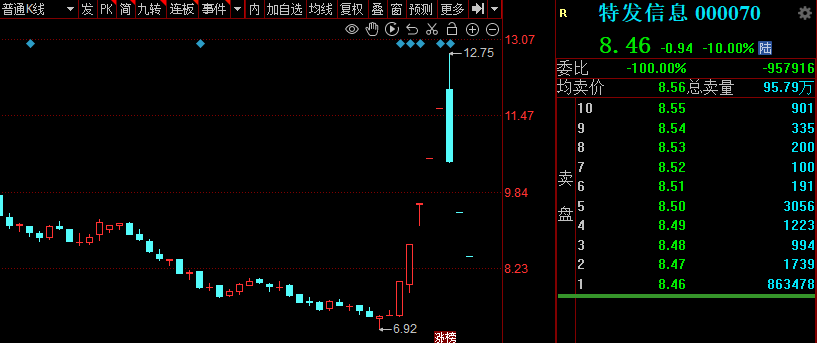 普通K线 发 PK 简 九转 连板 事件 内 加自选 均线 复权 叠 窗 预测 更多
R 特发信息 000070
8.46 -0.94 -10.00% 陆
委比 -100.00% -957916
均卖价 8.56 总卖量 95.79万
卖盘
10 8.55 901
9 8.54 335
8 8.53 200
7 8.52 100
6 8.51 191
5 8.50 3056
4 8.49 1223
3 8.48 994
2 8.47 1739
1 8.46 863478
13.07
12.75
11.47
9.84
8.23
6.92
涨榜